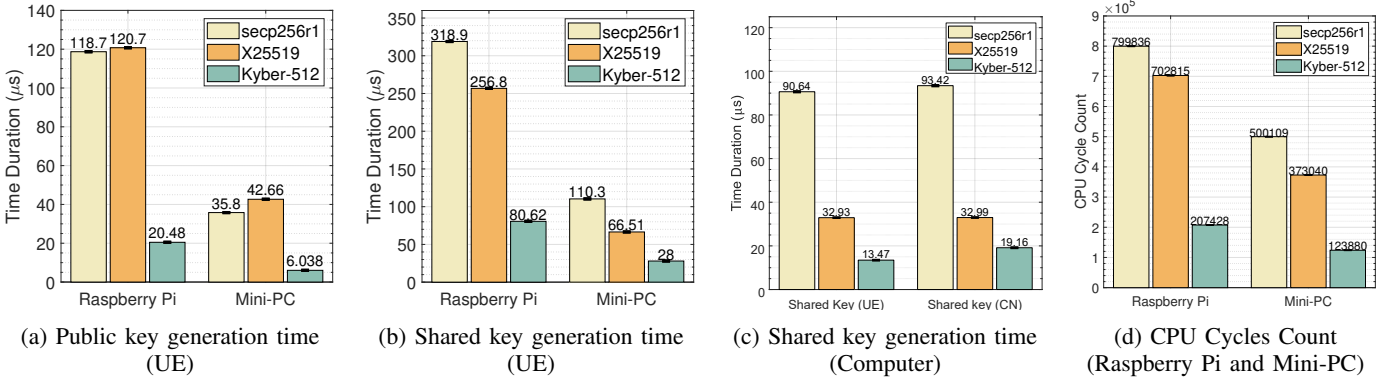 140
120
100
80
60
40
20
0
Time Duration (μs)
secp256r1
X25519
Kyber-512
118.7
120.7
20.48
35.8
42.66
6.038
Raspberry Pi
Mini-PC
(a) Public key generation time
(UE)
350
300
250
200
150
100
50
0
Time Duration (μs)
secp256r1
X25519
Kyber-512
318.9
256.8
80.62
110.3
66.51
28
Raspberry Pi
Mini-PC
(b) Shared key generation time
(UE)
120
100
80
60
40
20
0
Time Duration (μs)
secp256r1
X25519
Kyber-512
90.64
32.93
13.47
93.42
32.99
19.16
Shared Key (UE)
Shared key (CN)
(c) Shared key generation time
(Computer)
×10⁵
9
8
7
6
5
4
3
2
1
0
CPU Cycle Count
secp256r1
X25519
Kyber-512
799836
702815
207428
500109
373040
123880
Raspberry Pi
Mini-PC
(d) CPU Cycles Count
(Raspberry Pi and Mini-PC)